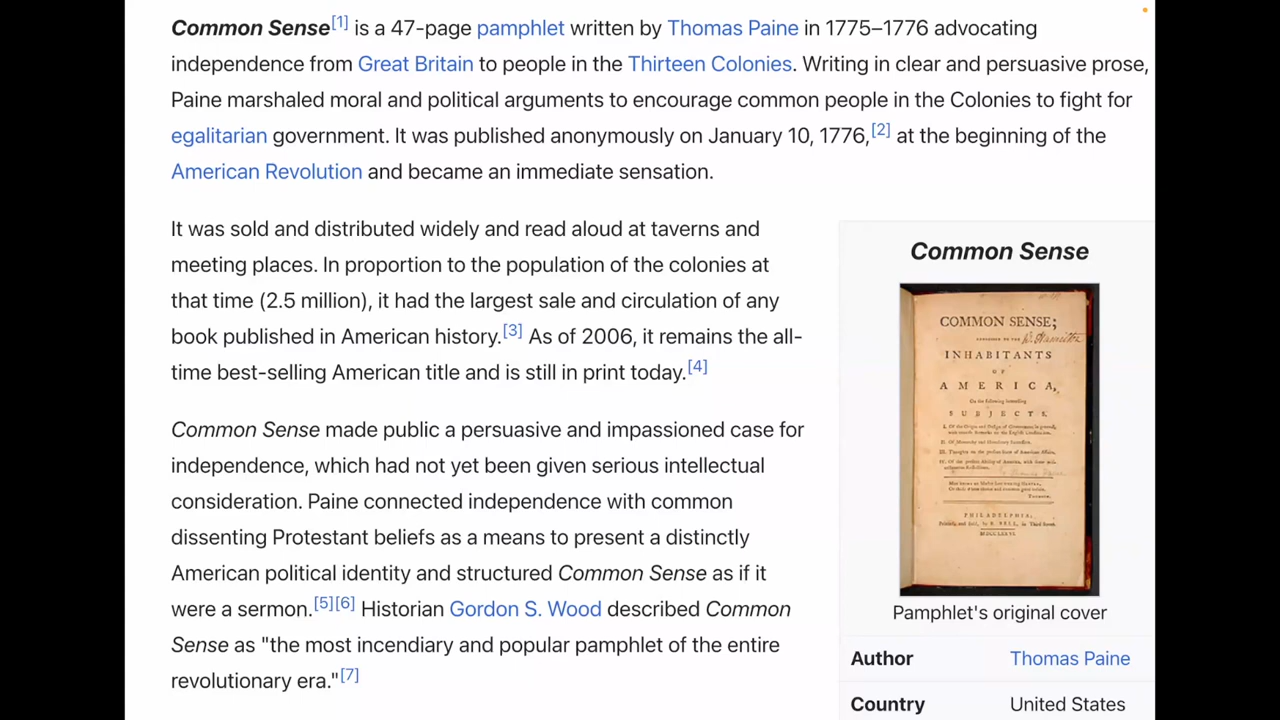 Common Sense[1] is a 47-page pamphlet written by Thomas Paine in 1775–1776 advocating
independence from Great Britain to people in the Thirteen Colonies. Writing in clear and persuasive prose,
Paine marshaled moral and political arguments to encourage common people in the Colonies to fight for
egalitarian government. It was published anonymously on January 10, 1776,[2] at the beginning of the
American Revolution and became an immediate sensation.
It was sold and distributed widely and read aloud at taverns and
meeting places. In proportion to the population of the colonies at
that time (2.5 million), it had the largest sale and circulation of any
book published in American history.[3] As of 2006, it remains the all-
time best-selling American title and is still in print today.[4]
Common Sense made public a persuasive and impassioned case for
independence, which had not yet been given serious intellectual
consideration. Paine connected independence with common
dissenting Protestant beliefs as a means to present a distinctly
American political identity and structured Common Sense as if it
were a sermon.[5][6] Historian Gordon S. Wood described Common
Sense as "the most incendiary and popular pamphlet of the entire
revolutionary era."[7]
Common Sense
COMMON SENSE;
INHABITANTS
OF
AMERICA,
On the following interesting
SUBJECTS.
PHILADELPHIA;
Pamphlet's original cover
Author Thomas Paine
Country United States